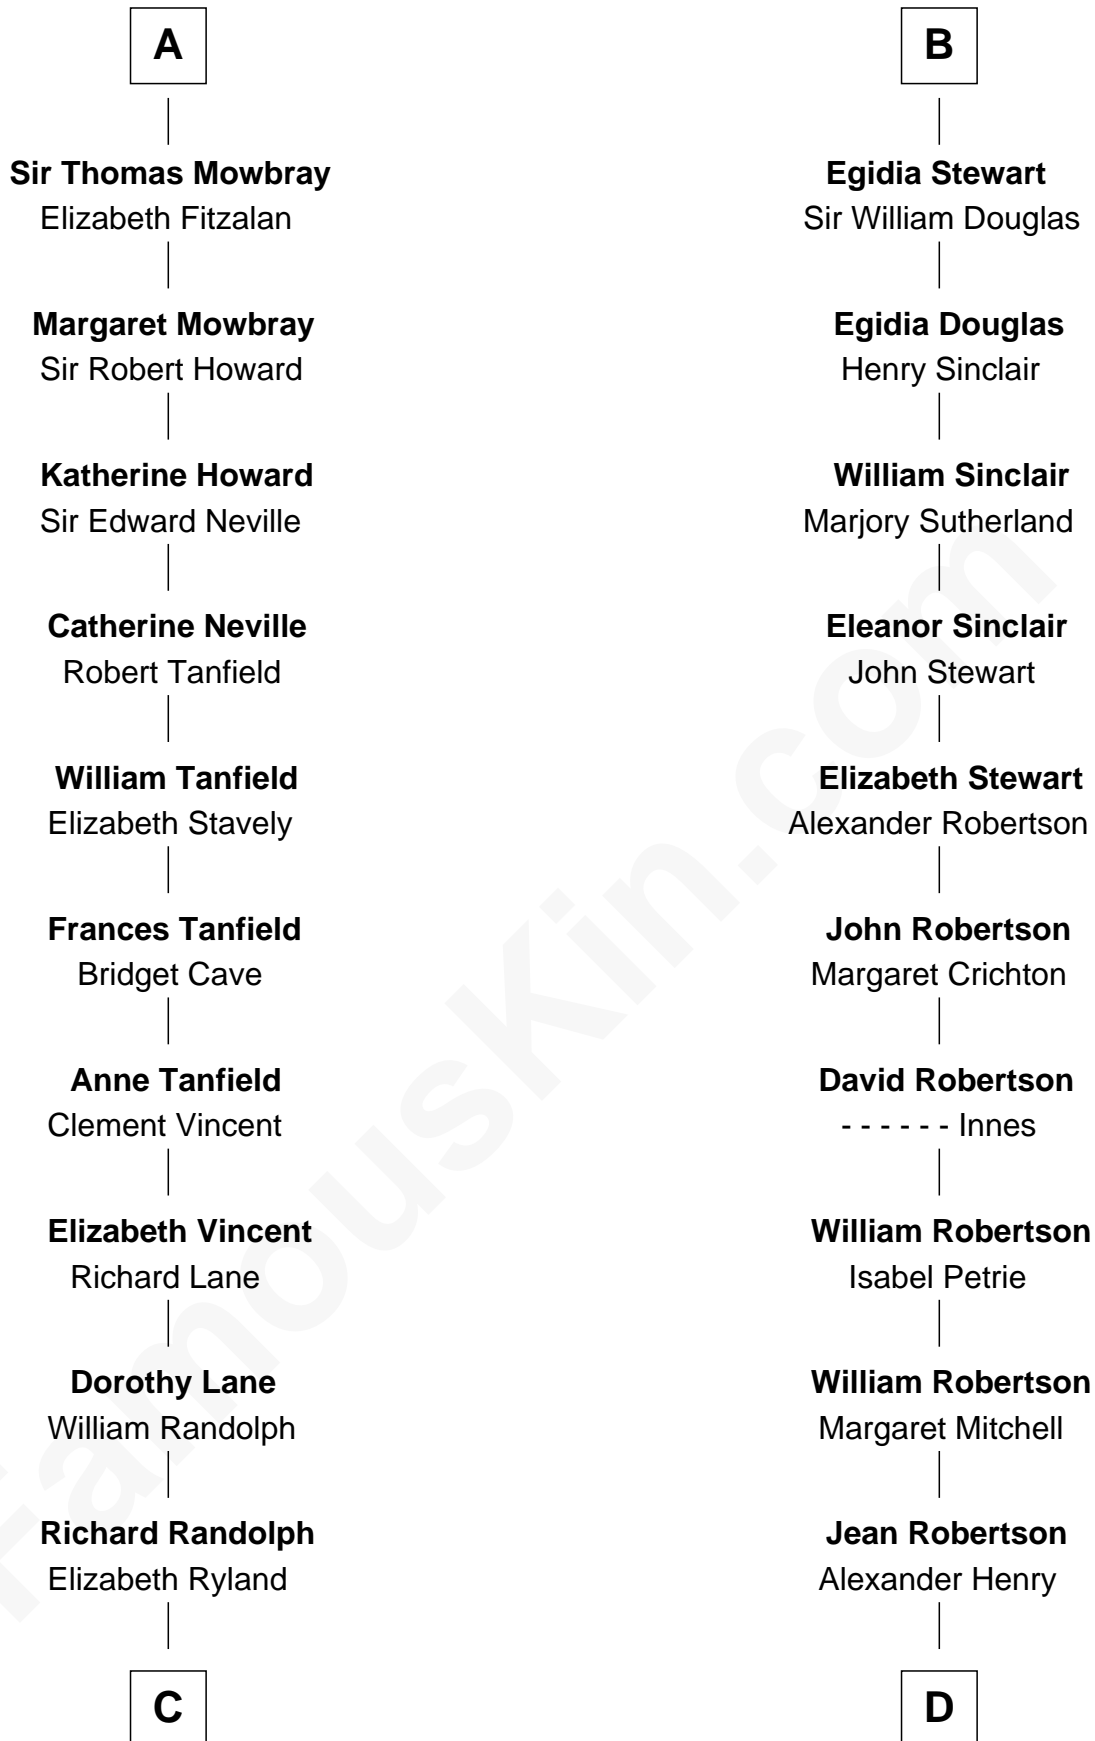 A
Sir Thomas Mowbray
Elizabeth Fitzalan
Margaret Mowbray
Sir Robert Howard
Katherine Howard
Sir Edward Neville
Catherine Neville
Robert Tanfield
William Tanfield
Elizabeth Stavely
Frances Tanfield
Bridget Cave
Anne Tanfield
Clement Vincent
Elizabeth Vincent
Richard Lane
Dorothy Lane
William Randolph
Richard Randolph
Elizabeth Ryland
C
B
Egidia Stewart
Sir William Douglas
Egidia Douglas
Henry Sinclair
William Sinclair
Marjory Sutherland
Eleanor Sinclair
John Stewart
Elizabeth Stewart
Alexander Robertson
John Robertson
Margaret Crichton
David Robertson
- - - - - - Innes
William Robertson
Isabel Petrie
William Robertson
Margaret Mitchell
Jean Robertson
Alexander Henry
D
FamousKin.com